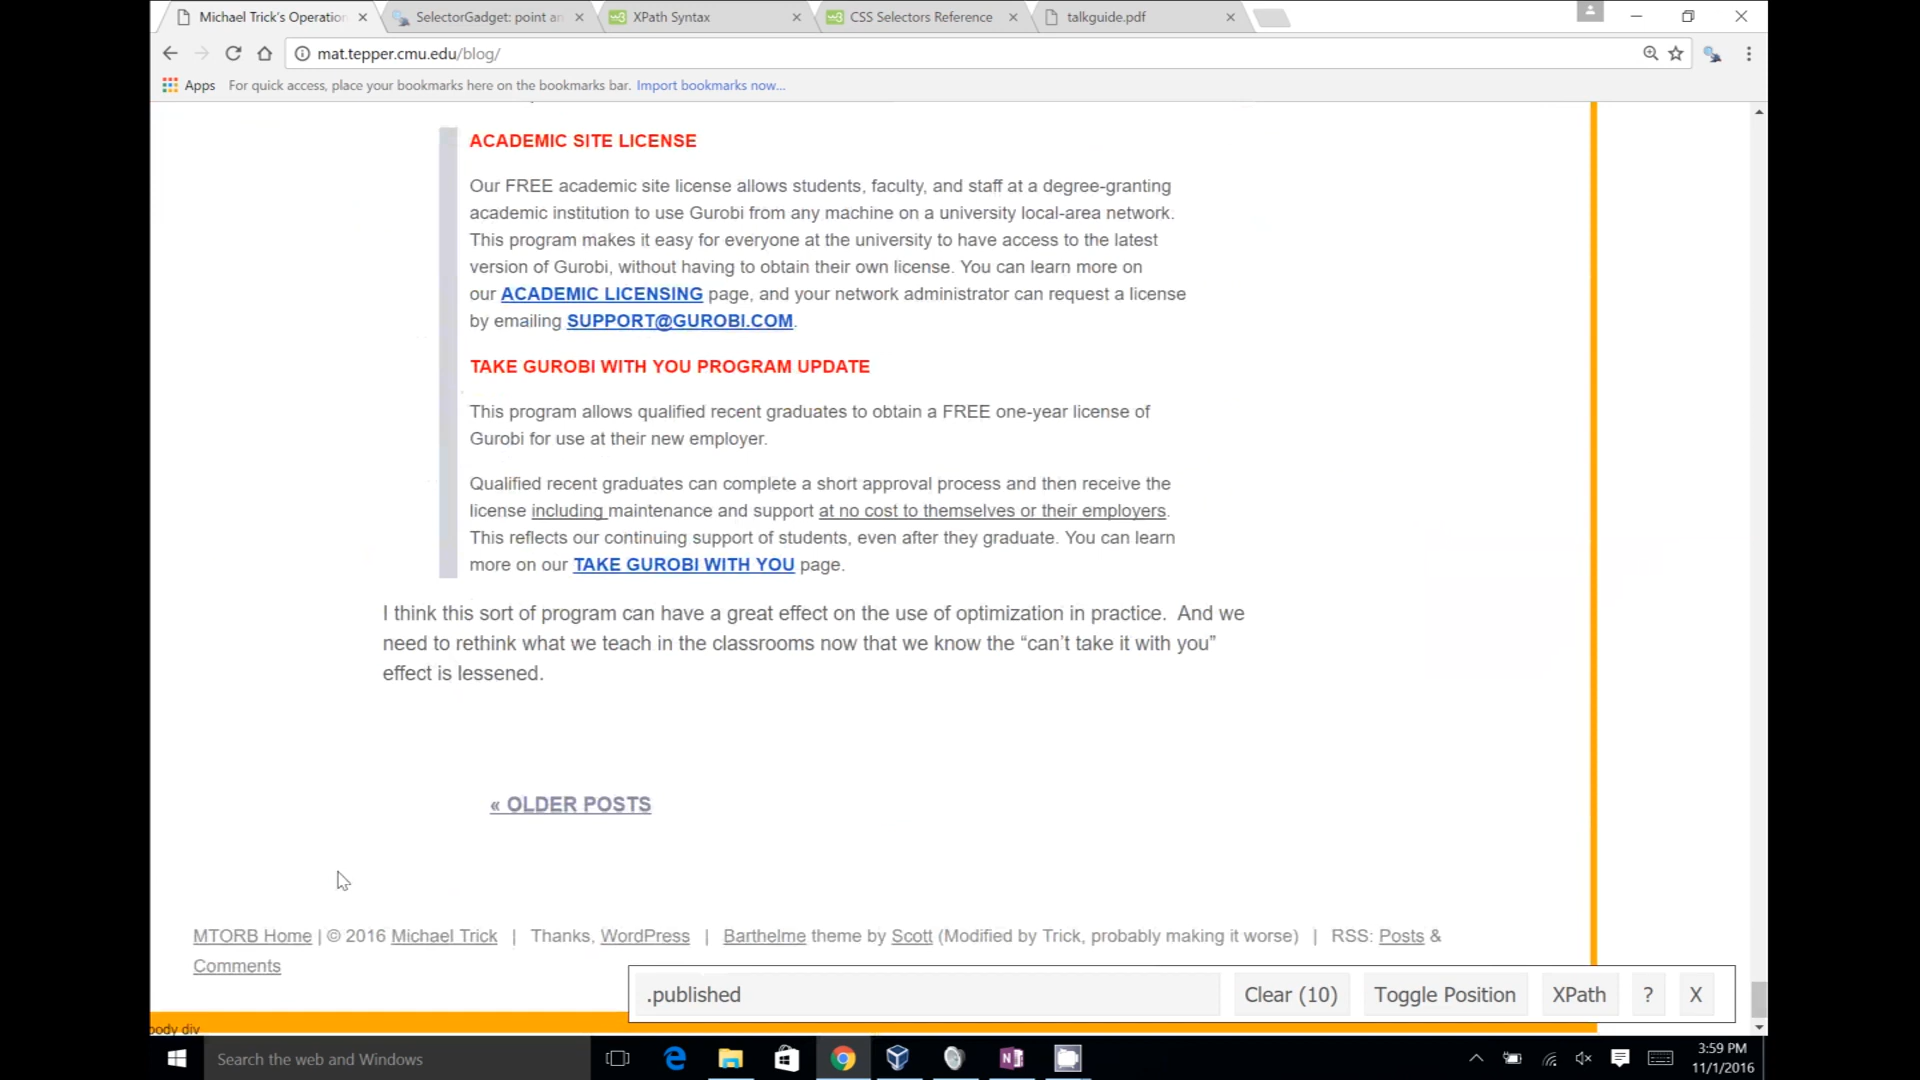 Michael Trick's Operation
SelectorGadget: point an
XPath Syntax
CSS Selectors Reference
talkguide.pdf
mat.tepper.cmu.edu/blog/
Apps For quick access, place your bookmarks here on the bookmarks bar. Import bookmarks now...
ACADEMIC SITE LICENSE
Our FREE academic site license allows students, faculty, and staff at a degree-granting
academic institution to use Gurobi from any machine on a university local-area network.
This program makes it easy for everyone at the university to have access to the latest
version of Gurobi, without having to obtain their own license. You can learn more on
our ACADEMIC LICENSING page, and your network administrator can request a license
by emailing SUPPORT@GUROBI.COM.
TAKE GUROBI WITH YOU PROGRAM UPDATE
This program allows qualified recent graduates to obtain a FREE one-year license of
Gurobi for use at their new employer.
Qualified recent graduates can complete a short approval process and then receive the
license including maintenance and support at no cost to themselves or their employers.
This reflects our continuing support of students, even after they graduate. You can learn
more on our TAKE GUROBI WITH YOU page.
I think this sort of program can have a great effect on the use of optimization in practice.  And we
need to rethink what we teach in the classrooms now that we know the “can’t take it with you”
effect is lessened.
« OLDER POSTS
MTORB Home | © 2016 Michael Trick | Thanks, WordPress | Barthelme theme by Scott (Modified by Trick, probably making it worse) | RSS: Posts &
Comments
.published Clear (10) Toggle Position XPath ? X
body div
Search the web and Windows
3:59 PM
11/1/2016